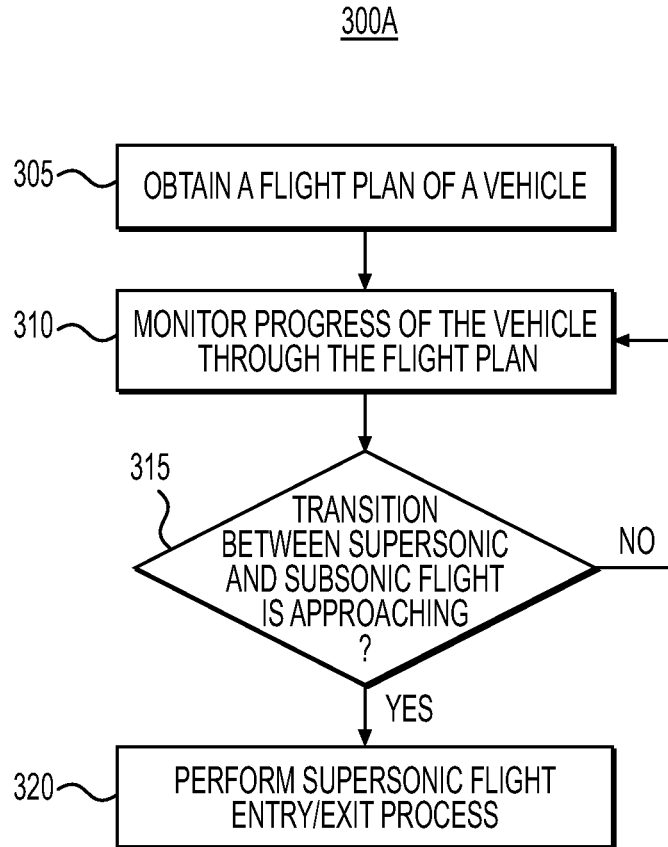 300A
305
OBTAIN A FLIGHT PLAN OF A VEHICLE
310
MONITOR PROGRESS OF THE VEHICLE
THROUGH THE FLIGHT PLAN
315
TRANSITION
BETWEEN SUPERSONIC
AND SUBSONIC FLIGHT
IS APPROACHING
?
NO
YES
320
PERFORM SUPERSONIC FLIGHT
ENTRY/EXIT PROCESS